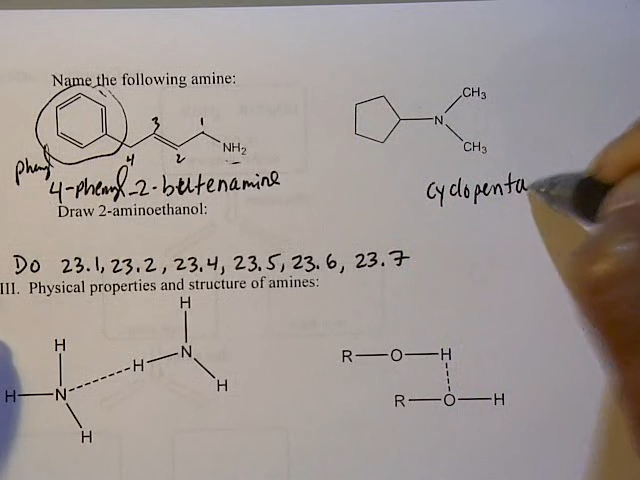 Name the following amine:
CH3
3
1
N
NH2
4
2
CH3
phenyl
4-phenyl-2-butenamine
cyclopenta
Draw 2-aminoethanol:
Do 23.1, 23.2, 23.4, 23.5, 23.6, 23.7
III. Physical properties and structure of amines:
H
H
N
R O H
H
H
H N
R O H
H